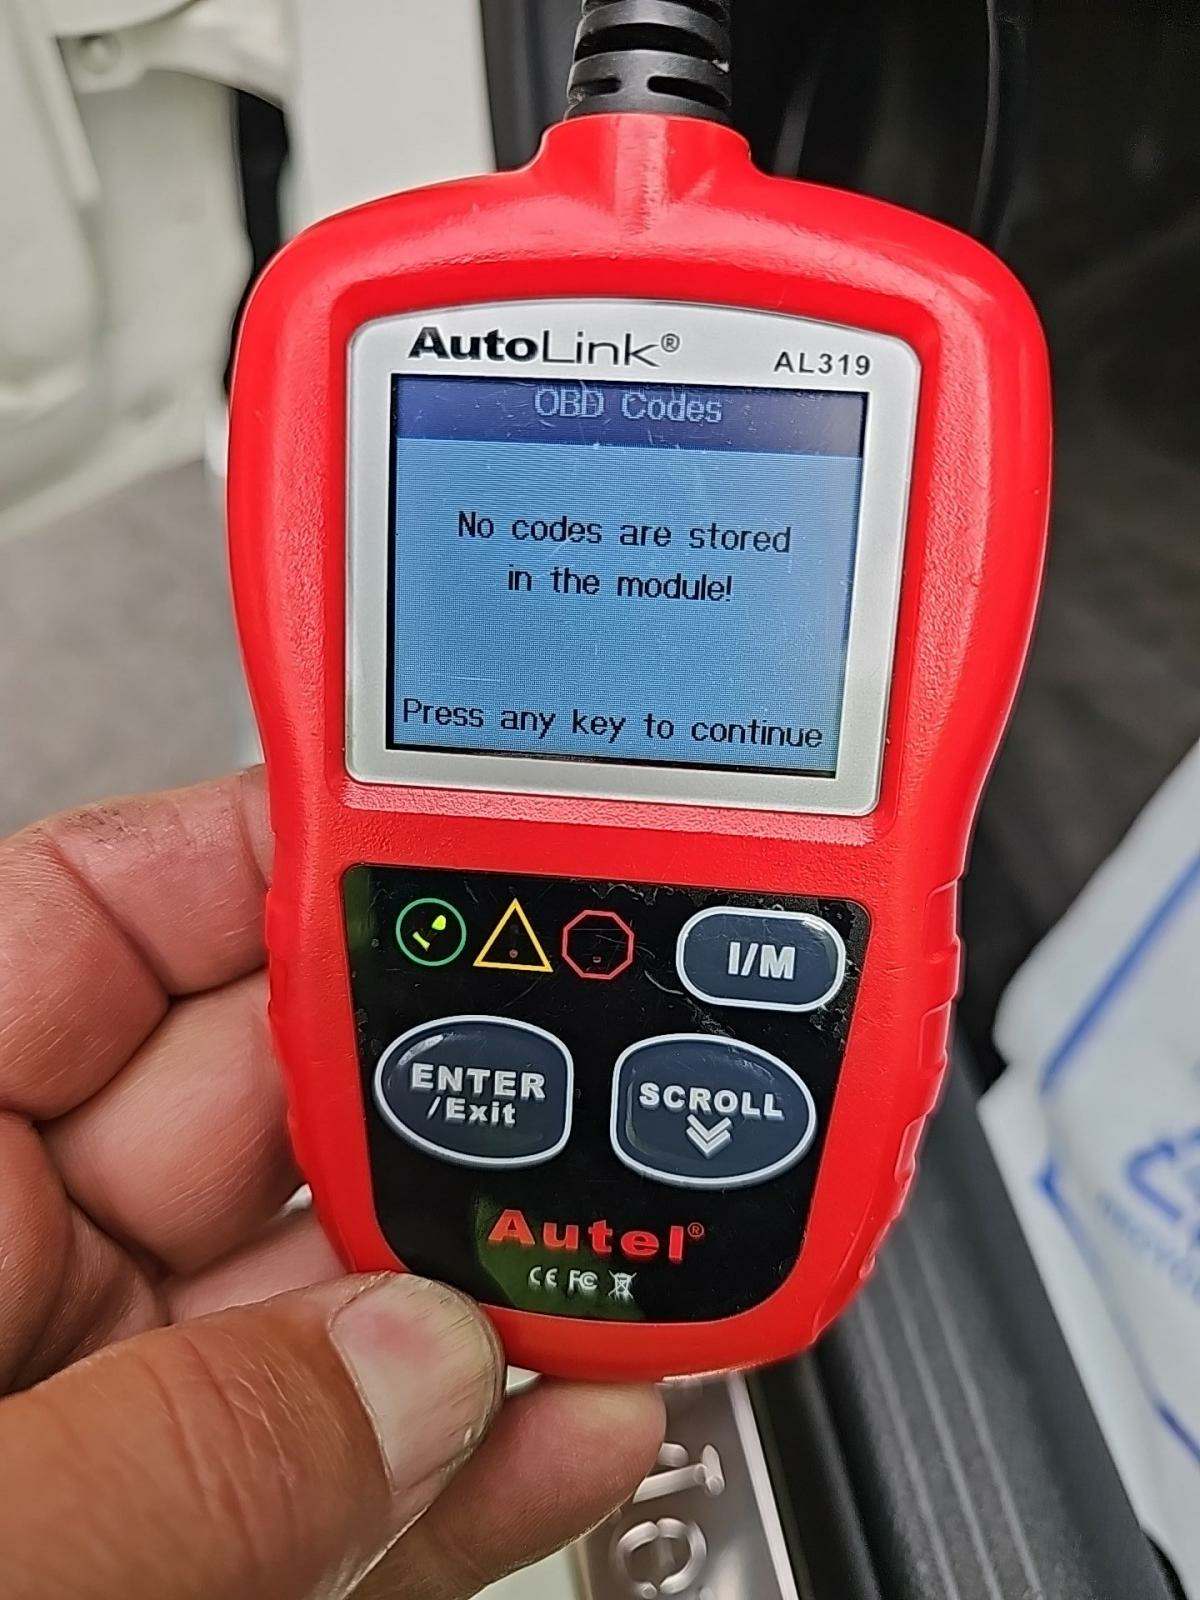 AutoLink®
AL319
OBD Codes
No codes are stored
in the module!
Press any key to continue
I/M
ENTER
/Exit
SCROLL
Autel®
CE FC